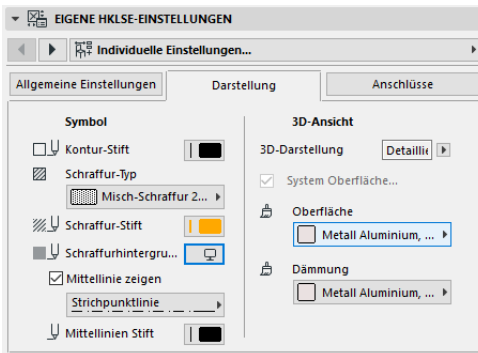 EIGENE HKLSE-EINSTELLUNGEN
Individuelle Einstellungen...
Allgemeine Einstellungen
Darstellung
Anschlüsse
Symbol
Kontur-Stift
Schraffur-Typ
Misch-Schraffur 2...
Schraffur-Stift
Schraffurhintergru...
Mittellinie zeigen
Strichpunktlinie
Mittellinien Stift
3D-Ansicht
3D-Darstellung
Detaillie
System Oberfläche...
Oberfläche
Metall Aluminium, ...
Dämmung
Metall Aluminium, ...